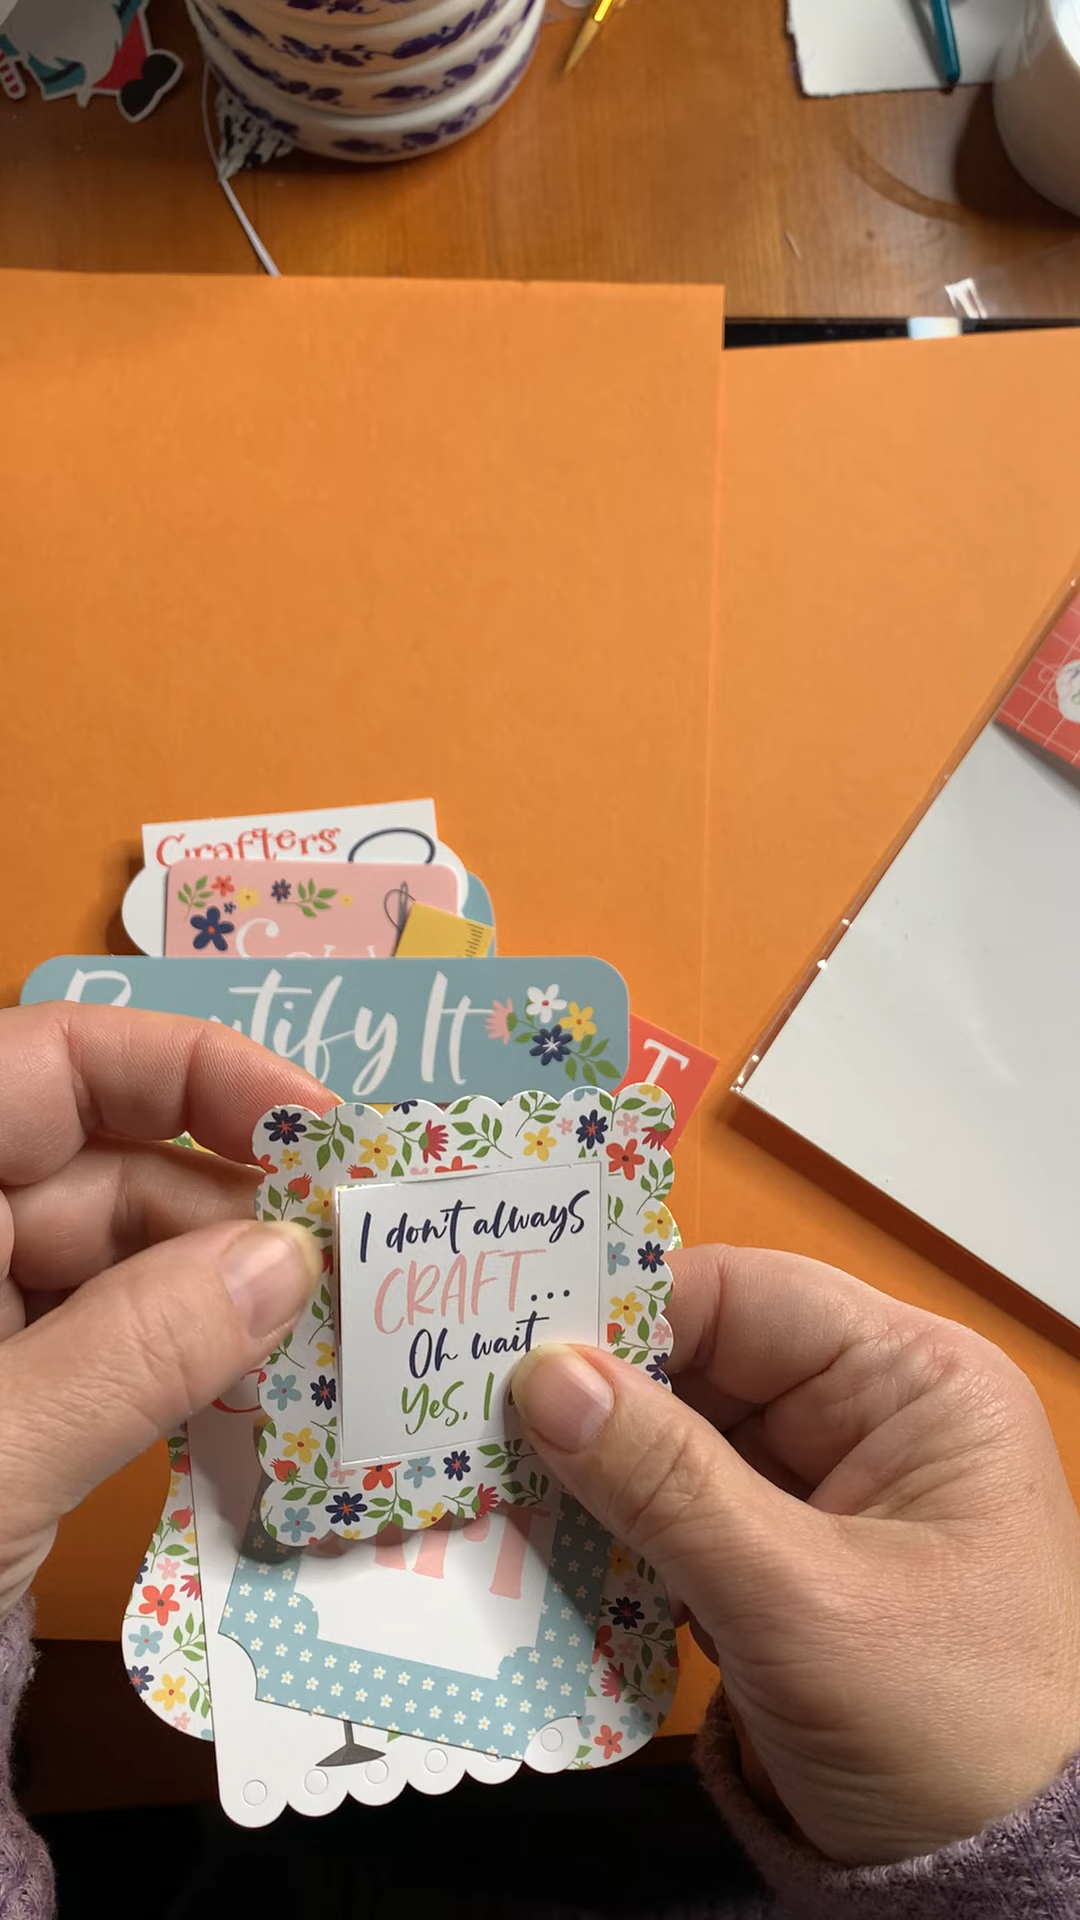 Crafters
Beautify It
T
I don't always
CRAFT...
Oh wait,
Yes, I